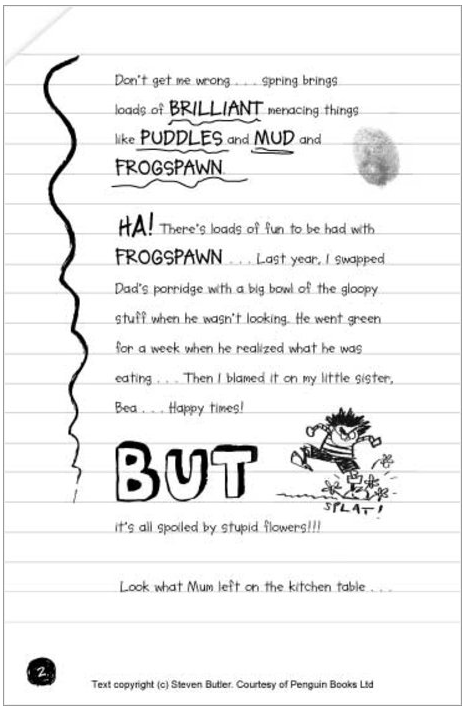 Don't get me wrong . . . spring brings
loads of BRILLIANT menacing things
like PUDDLES and MUD and
FROGSPAWN.
HA! There's loads of fun to be had with
FROGSPAWN . . . Last year, I swapped
Dad's porridge with a big bowl of the gloopy
stuff when he wasn't looking. He went green
for a week when he realized what he was
eating . . . Then I blamed it on my little sister,
Bea . . . Happy times!
BUT
SPLAT!
it's all spoiled by stupid flowers!!!
Look what Mum left on the kitchen table . . .
2
Text copyright (c) Steven Butler. Courtesy of Penguin Books Ltd